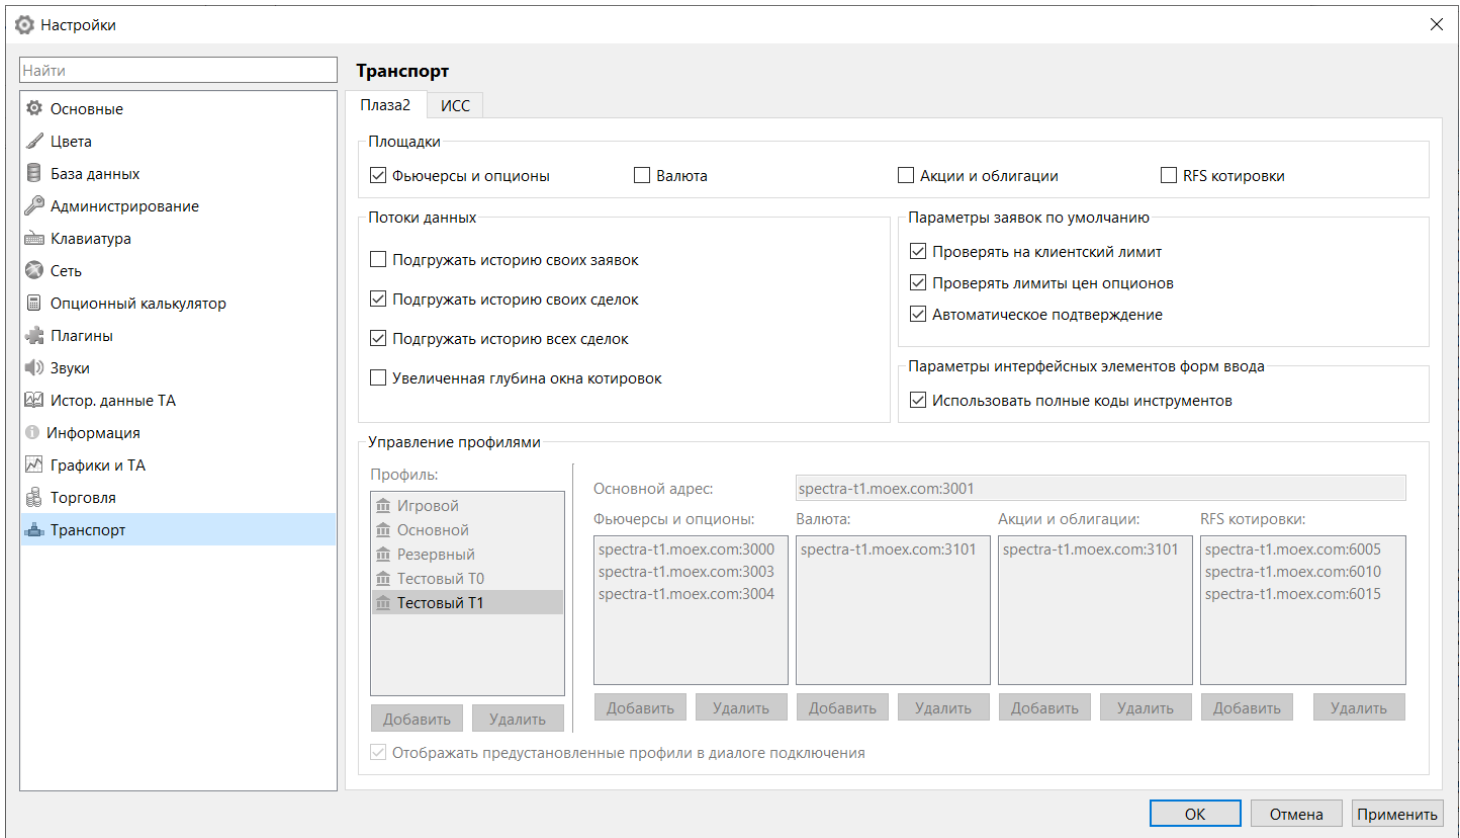 Настройки
Найти
Основные
Цвета
База данных
Администрирование
Клавиатура
Сеть
Опционный калькулятор
Плагины
Звуки
Истор. данные ТА
Информация
Графики и ТА
Торговля
Транспорт
Транспорт
Плаза2 ИСС
Площадки
Фьючерсы и опционы Валюта Акции и облигации RFS котировки
Потоки данных
Подгружать историю своих заявок
Подгружать историю своих сделок
Подгружать историю всех сделок
Увеличенная глубина окна котировок
Параметры заявок по умолчанию
Проверять на клиентский лимит
Проверять лимиты цен опционов
Автоматическое подтверждение
Параметры интерфейсных элементов форм ввода
Использовать полные коды инструментов
Управление профилями
Профиль:
Игровой
Основной
Резервный
Тестовый T0
Тестовый T1
Добавить Удалить
Основной адрес: spectra-t1.moex.com:3001
Фьючерсы и опционы: Валюта: Акции и облигации: RFS котировки:
spectra-t1.moex.com:3000 spectra-t1.moex.com:3101 spectra-t1.moex.com:3101 spectra-t1.moex.com:6005
spectra-t1.moex.com:3003 spectra-t1.moex.com:6010
spectra-t1.moex.com:3004 spectra-t1.moex.com:6015
Добавить Удалить Добавить Удалить Добавить Удалить Добавить Удалить
Отображать предустановленные профили в диалоге подключения
ОК Отмена Применить